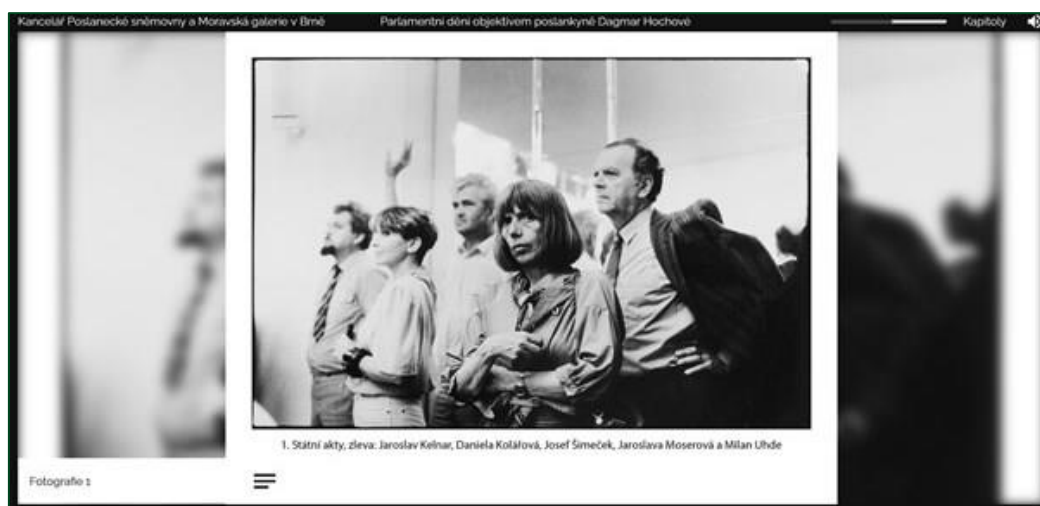 Kancelář Poslanecké sněmovny a Moravská galerie v Brně
Parlamentní dění objektivem poslankyně Dagmar Hochové
Kapitoly
1. Státní akty, zleva: Jaroslav Kelnar, Daniela Kolářová, Josef Šimeček, Jaroslava Moserová a Milan Uhde
Fotografie 1